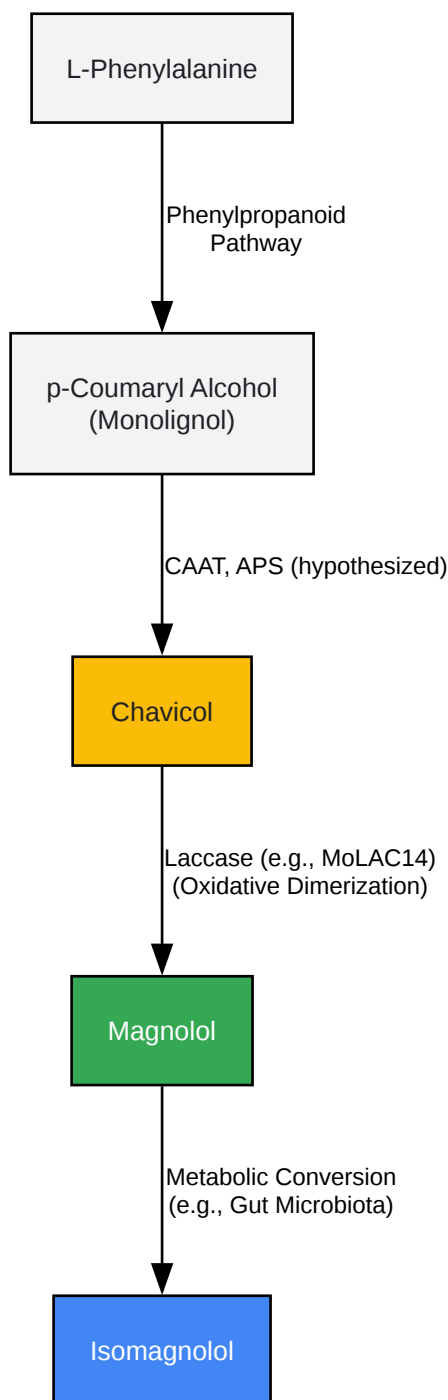 L-Phenylalanine
Phenylpropanoid
Pathway
p-Coumaryl Alcohol
(Monolignol)
CAAT, APS (hypothesized)
Chavicol
Laccase (e.g., MoLAC14)
(Oxidative Dimerization)
Magnolol
Metabolic Conversion
(e.g., Gut Microbiota)
Isomagnolol